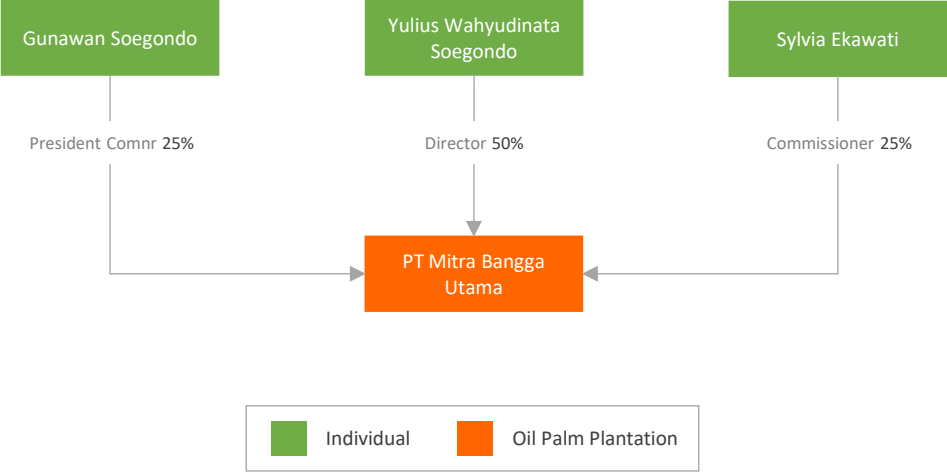 Gunawan Soegondo
Yulius Wahyudinata
Soegondo
Sylvia Ekawati
President Comnr 25%
Director 50%
Commissioner 25%
PT Mitra Bangga
Utama
Individual
Oil Palm Plantation